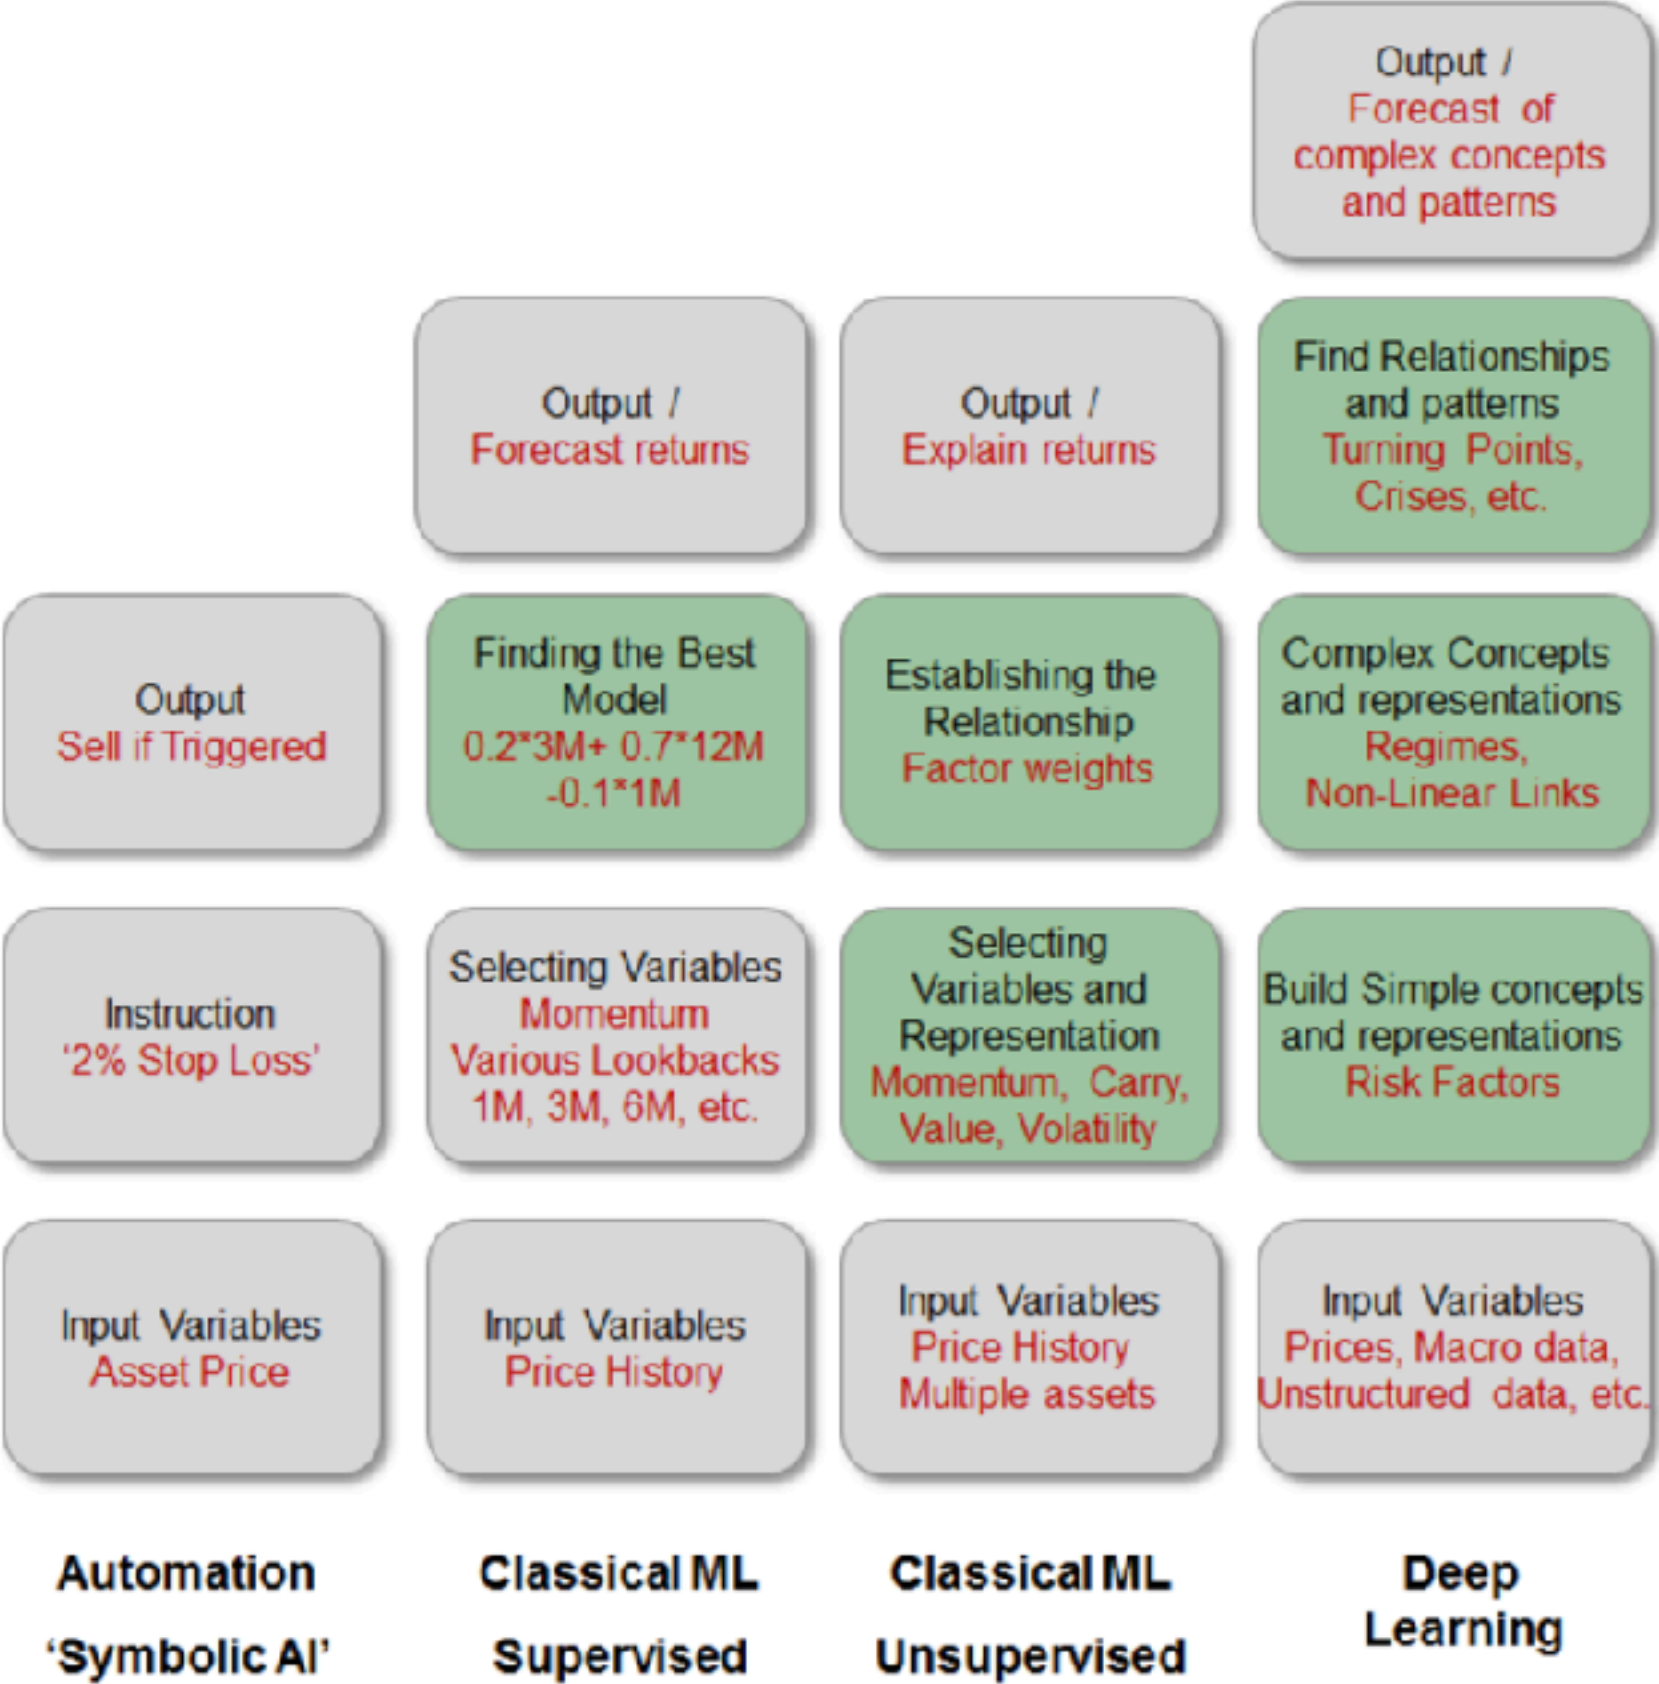 Output /
Forecast of
complex concepts
and patterns
Output /
Forecast returns
Output /
Explain returns
Find Relationships
and patterns
Turning Points,
Crises, etc.
Output
Sell if Triggered
Finding the Best
Model
0.2*3M+ 0.7*12M
-0.1*1M
Establishing the
Relationship
Factor weights
Complex Concepts
and representations
Regimes,
Non-Linear Links
Instruction
‘2% Stop Loss’
Selecting Variables
Momentum
Various Lookbacks
1M, 3M, 6M, etc.
Selecting
Variables and
Representation
Momentum, Carry,
Value, Volatility
Build Simple concepts
and representations
Risk Factors
Input Variables
Asset Price
Input Variables
Price History
Input Variables
Price History
Multiple assets
Input Variables
Prices, Macro data,
Unstructured data, etc.
Automation
‘Symbolic AI’
Classical ML
Supervised
Classical ML
Unsupervised
Deep
Learning